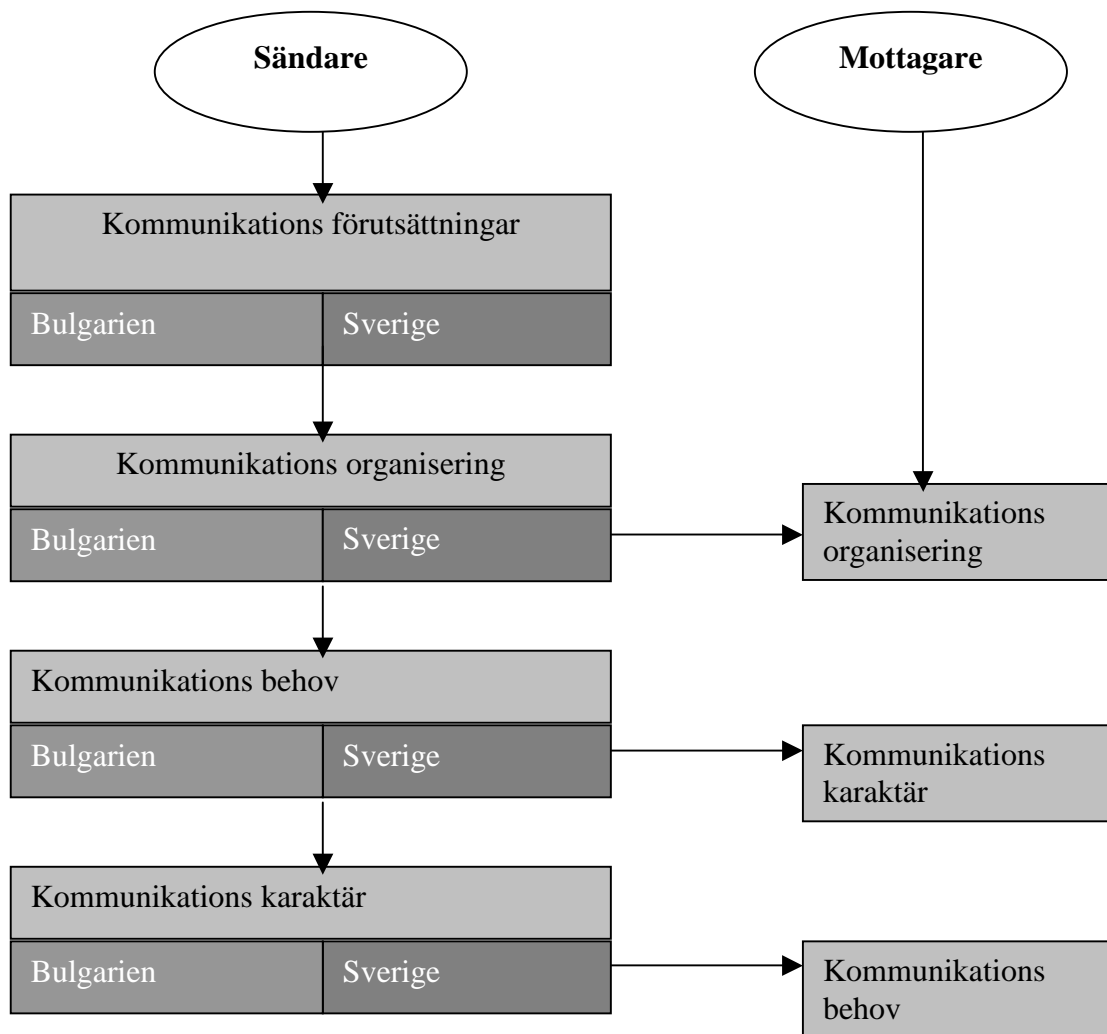 Sändare
Mottagare
Kommunikations förutsättningar
Bulgarien
Sverige
Kommunikations organisering
Bulgarien
Sverige
Kommunikations
organisering
Kommunikations behov
Bulgarien
Sverige
Kommunikations
karaktär
Kommunikations karaktär
Bulgarien
Sverige
Kommunikations
behov